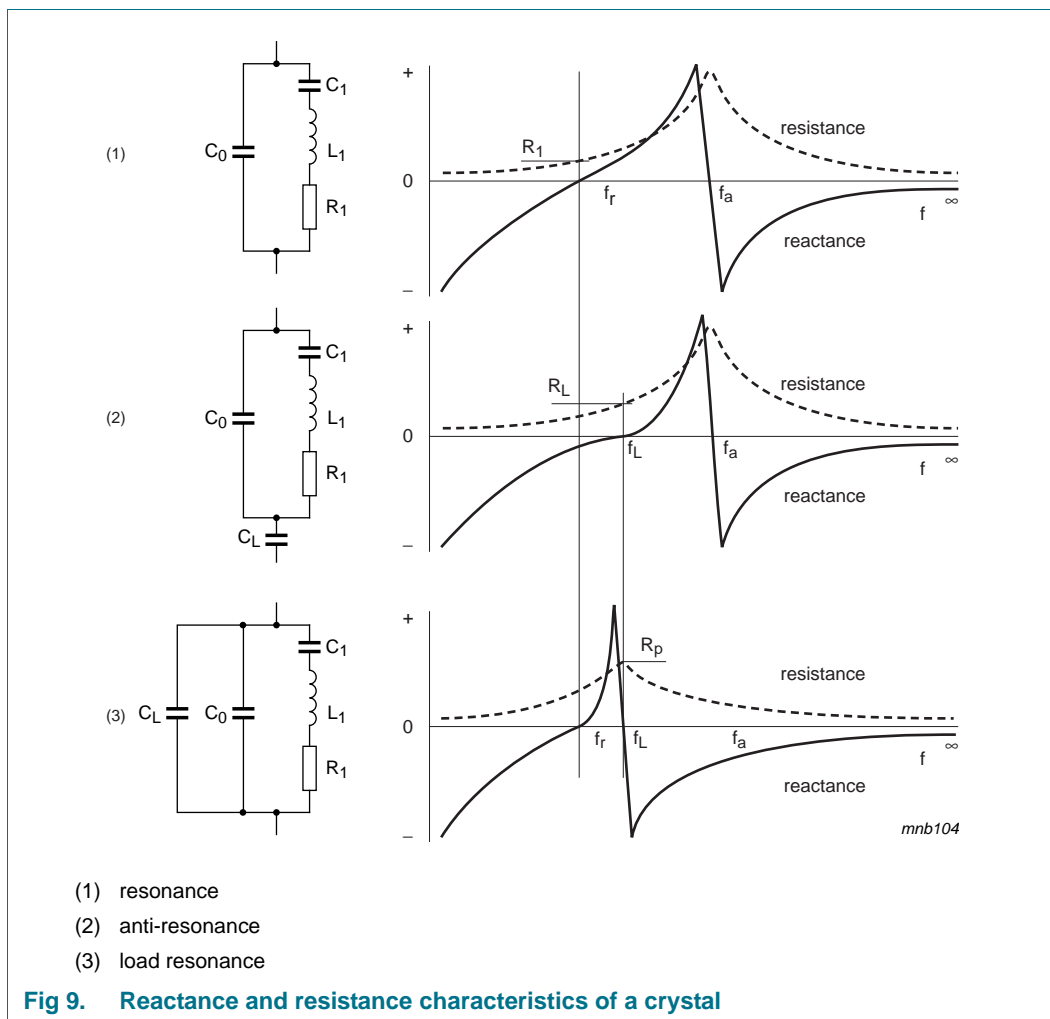 (1)
C0
C1
L1
R1
+
0
–
R1
fr
fa
f
∞
resistance
reactance
(2)
C0
C1
L1
R1
CL
+
0
–
RL
fL
fa
f
∞
resistance
reactance
(3)
CL
C0
C1
L1
R1
+
0
–
Rp
fr
fL
fa
f
∞
resistance
reactance
mnb104
(1) resonance
(2) anti-resonance
(3) load resonance
Fig 9. Reactance and resistance characteristics of a crystal